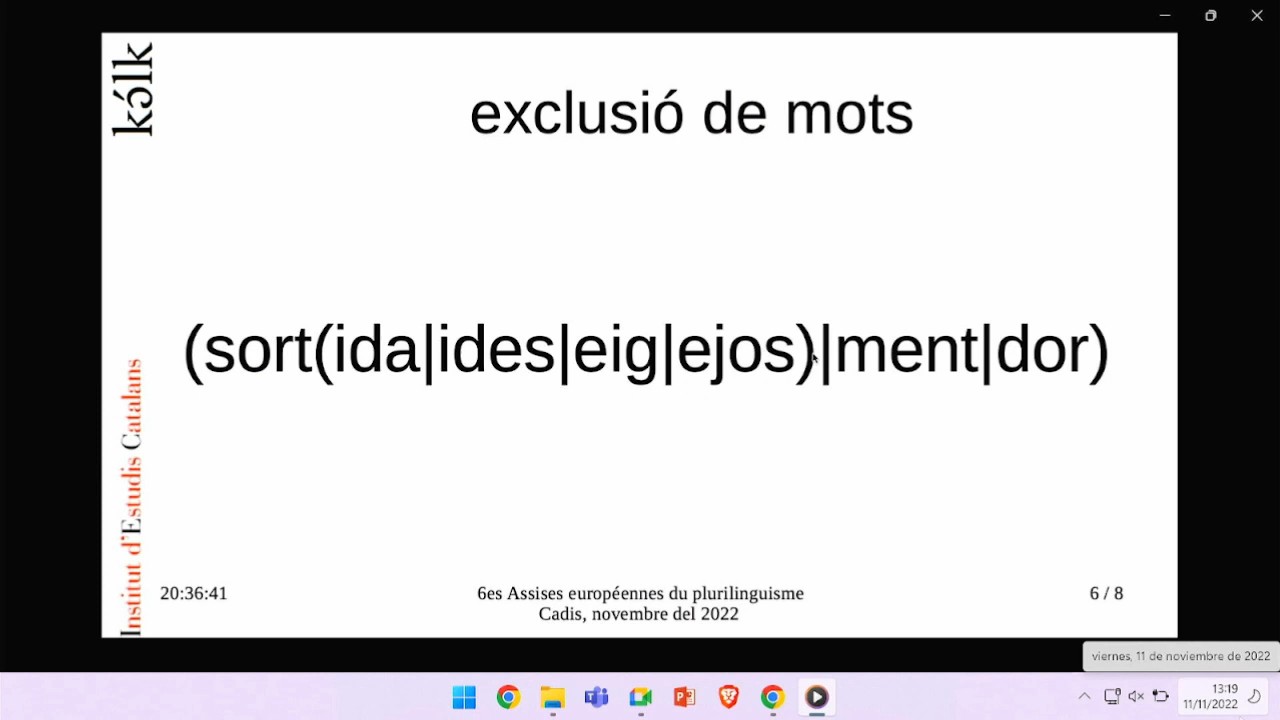 kɔ́lk
exclusió de mots
(sort(ida|ides|eig|ejos)|ment|dor)
Institut d'Estudis Catalans
20:36:41
6es Assises européennes du plurilinguisme
Cadis, novembre del 2022
6 / 8
viernes, 11 de noviembre de 2022
13:19
11/11/2022